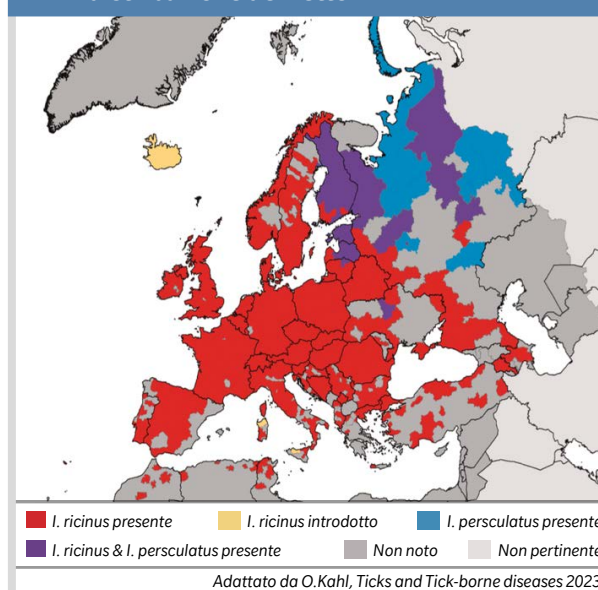 I. ricinus presente I. ricinus introdotto I. persculatus presente
I. ricinus & I. persculatus presente Non noto Non pertinente
Adattato da O.Kahl, Ticks and Tick-borne diseases 2023